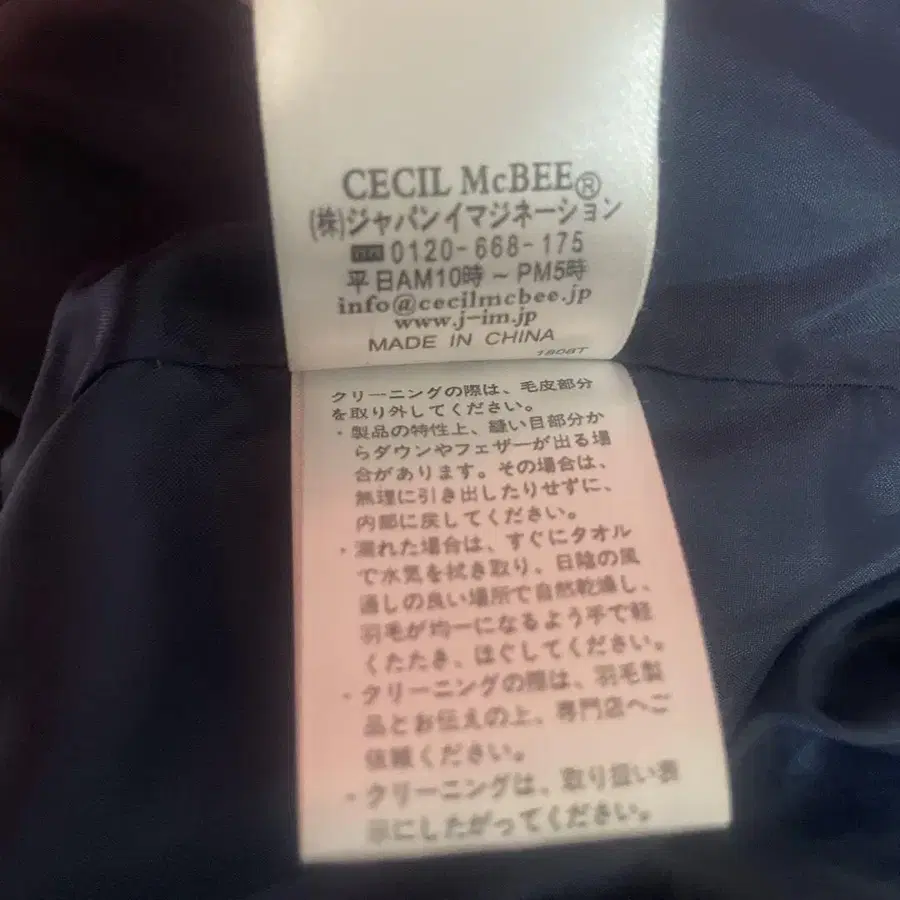 CECIL McBEE®
(株)ジャパンイマジネーション
0120-668-175
平日AM10時～PM5時
info@cecilmcbee.jp
www.j-im.jp
MADE IN CHINA
1808T
クリーニングの際は、毛皮部分
を取り外してください。
・製品の特性上、縫い目部分か
らダウンやフェザーが出る場
合があります。その場合は、
無理に引き出したりせずに、
内部に戻してください。
・濡れた場合は、すぐにタオル
で水気を拭き取り、日陰の風
通しの良い場所で自然乾燥し、
羽毛が均一になるよう手で軽
くたたき、ほぐしてください。
・クリーニングの際は、羽毛製
品とお伝えの上、専門店へご
依頼ください。
・クリーニングは、取り扱い表
示にしたがってください。